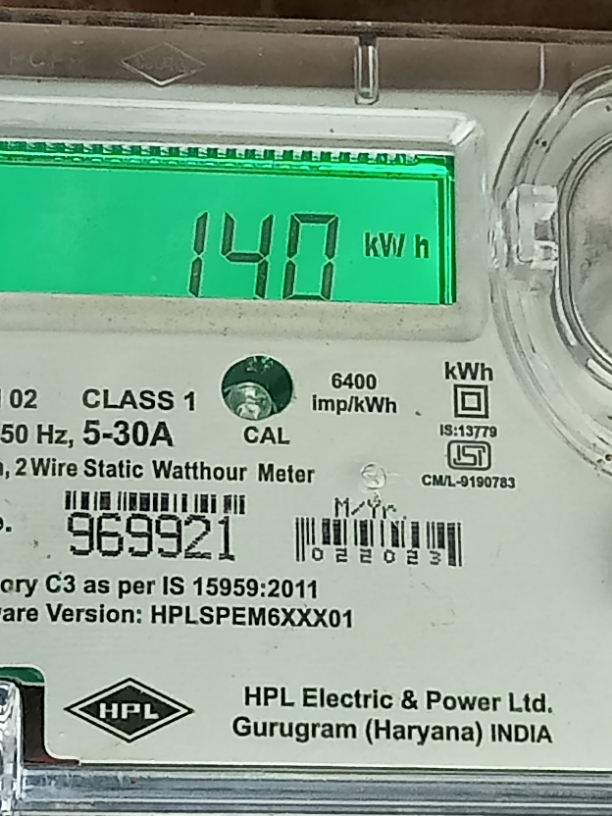 140 kW h
02 CLASS 1
6400 imp/kWh
kWh
50 Hz, 5-30A
CAL
IS:13779
, 2 Wire Static Watthour Meter
CM/L-9190783
M/Yr.
969921
022023
ory C3 as per IS 15959:2011
are Version: HPLSPEM6XXX01
HPL
HPL Electric & Power Ltd.
Gurugram (Haryana) INDIA